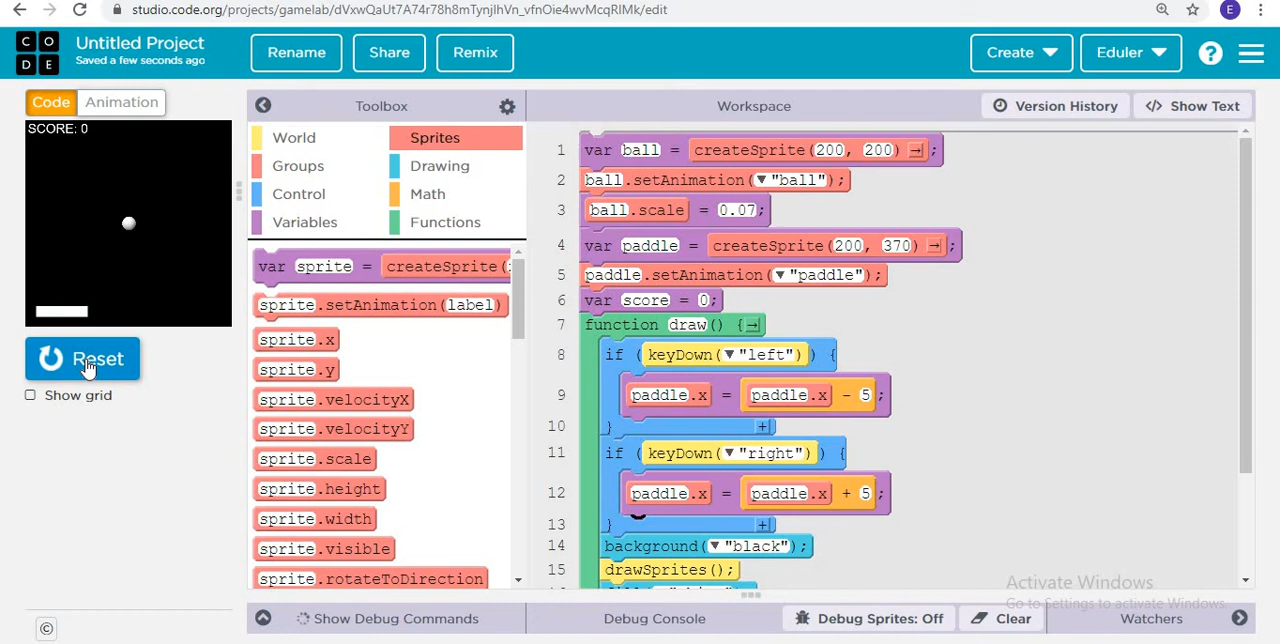 studio.code.org/projects/gamelab/dVxwQaUt7A74r78h8mTynjIhVn_vfnOie4wvMcqRIMk/edit
E
C O D E
Untitled Project
Saved a few seconds ago
Rename
Share
Remix
Create
Eduler
?
Code
Animation
Toolbox
Workspace
Version History
</> Show Text
SCORE: 0
Reset
Show grid
World
Sprites
Groups
Drawing
Control
Math
Variables
Functions
var sprite = createSprite(
sprite.setAnimation(label)
sprite.x
sprite.y
sprite.velocityX
sprite.velocityY
sprite.scale
sprite.height
sprite.width
sprite.visible
sprite.rotateToDirection
1 var ball = createSprite(200, 200);
2 ball.setAnimation("ball");
3 ball.scale = 0.07;
4 var paddle = createSprite(200, 370);
5 paddle.setAnimation("paddle");
6 var score = 0;
7 function draw() {
8 if (keyDown("left")) {
9 paddle.x = paddle.x - 5;
10 }
11 if (keyDown("right")) {
12 paddle.x = paddle.x + 5;
13 }
14 background("black");
15 drawSprites();
Activate Windows
Go to Settings to activate Windows.
©
Show Debug Commands
Debug Console
Debug Sprites: Off
Clear
Watchers